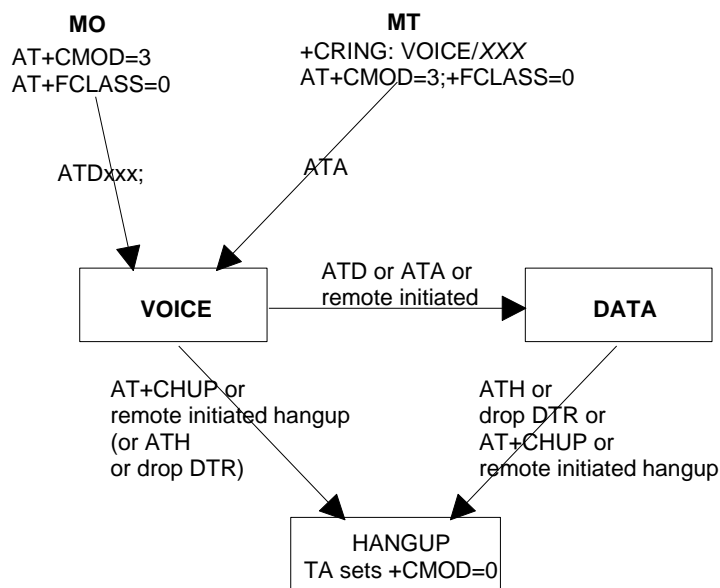 MO
AT+CMOD=3
AT+FCLASS=0
MT
+CRING: VOICE/XXX
AT+CMOD=3;+FCLASS=0
ATDxxx;
ATA
VOICE
ATD or ATA or
remote initiated
DATA
AT+CHUP or
remote initiated hangup
(or ATH
or drop DTR)
ATH or
drop DTR or
AT+CHUP or
remote initiated hangup
HANGUP
TA sets +CMOD=0